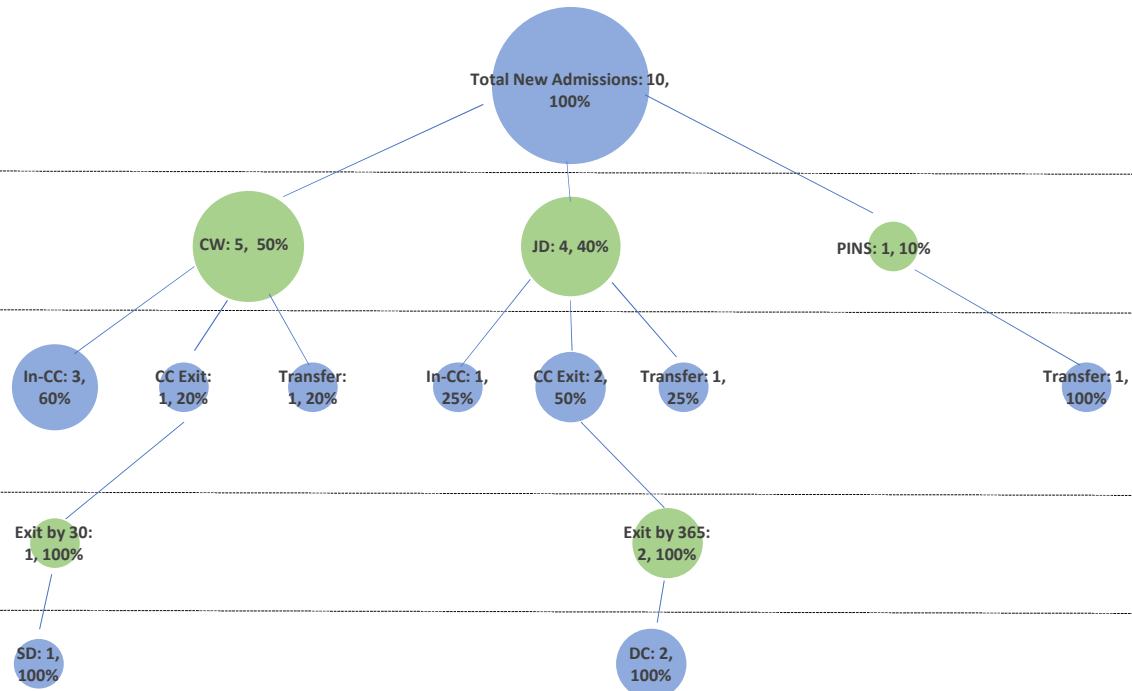 Total New Admissions: 10,
100%
CW: 5,  50%
JD: 4, 40%
PINS: 1, 10%
In-CC: 3,
60%
CC Exit:
1, 20%
Transfer:
1, 20%
In-CC: 1,
25%
CC Exit: 2,
50%
Transfer: 1,
25%
Transfer: 1,
100%
Exit by 30:
1, 100%
Exit by 365:
2, 100%
SD: 1,
100%
DC: 2,
100%